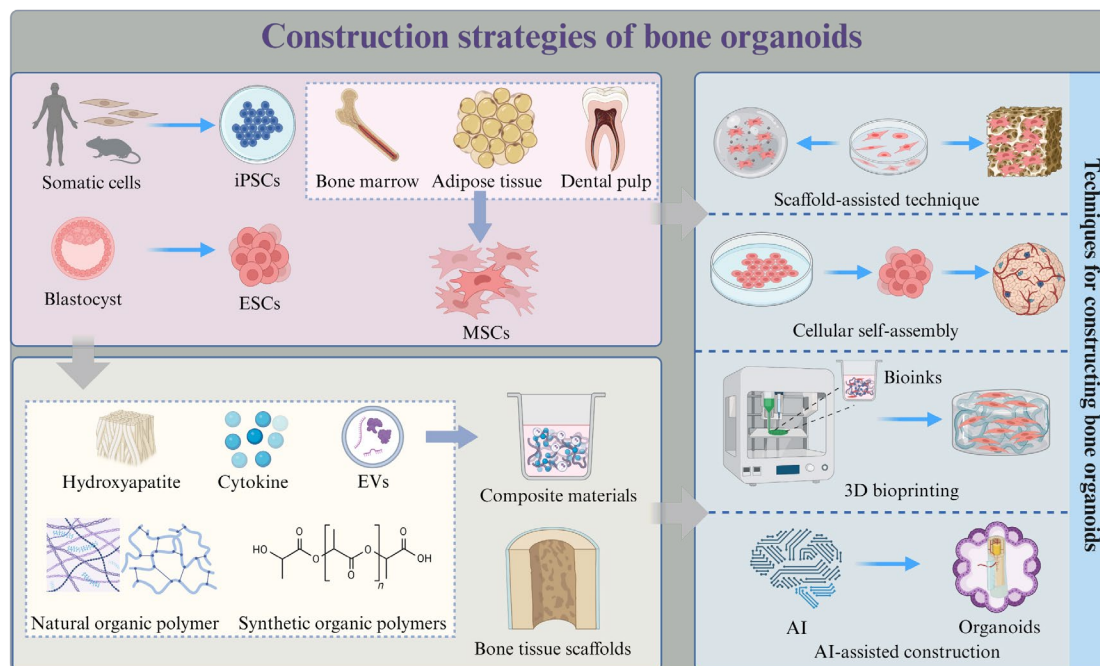 Construction strategies of bone organoids
Somatic cells
iPSCs
Bone marrow
Adipose tissue
Dental pulp
Blastocyst
ESCs
MSCs
Hydroxyapatite
Cytokine
EVs
Composite materials
Natural organic polymer
HO
O
O
O
O
O
OH
n
Synthetic organic polymers
Bone tissue scaffolds
Scaffold-assisted technique
Cellular self-assembly
Bioinks
3D bioprinting
AI
Organoids
AI-assisted construction
Techniques for constructing bone organoids